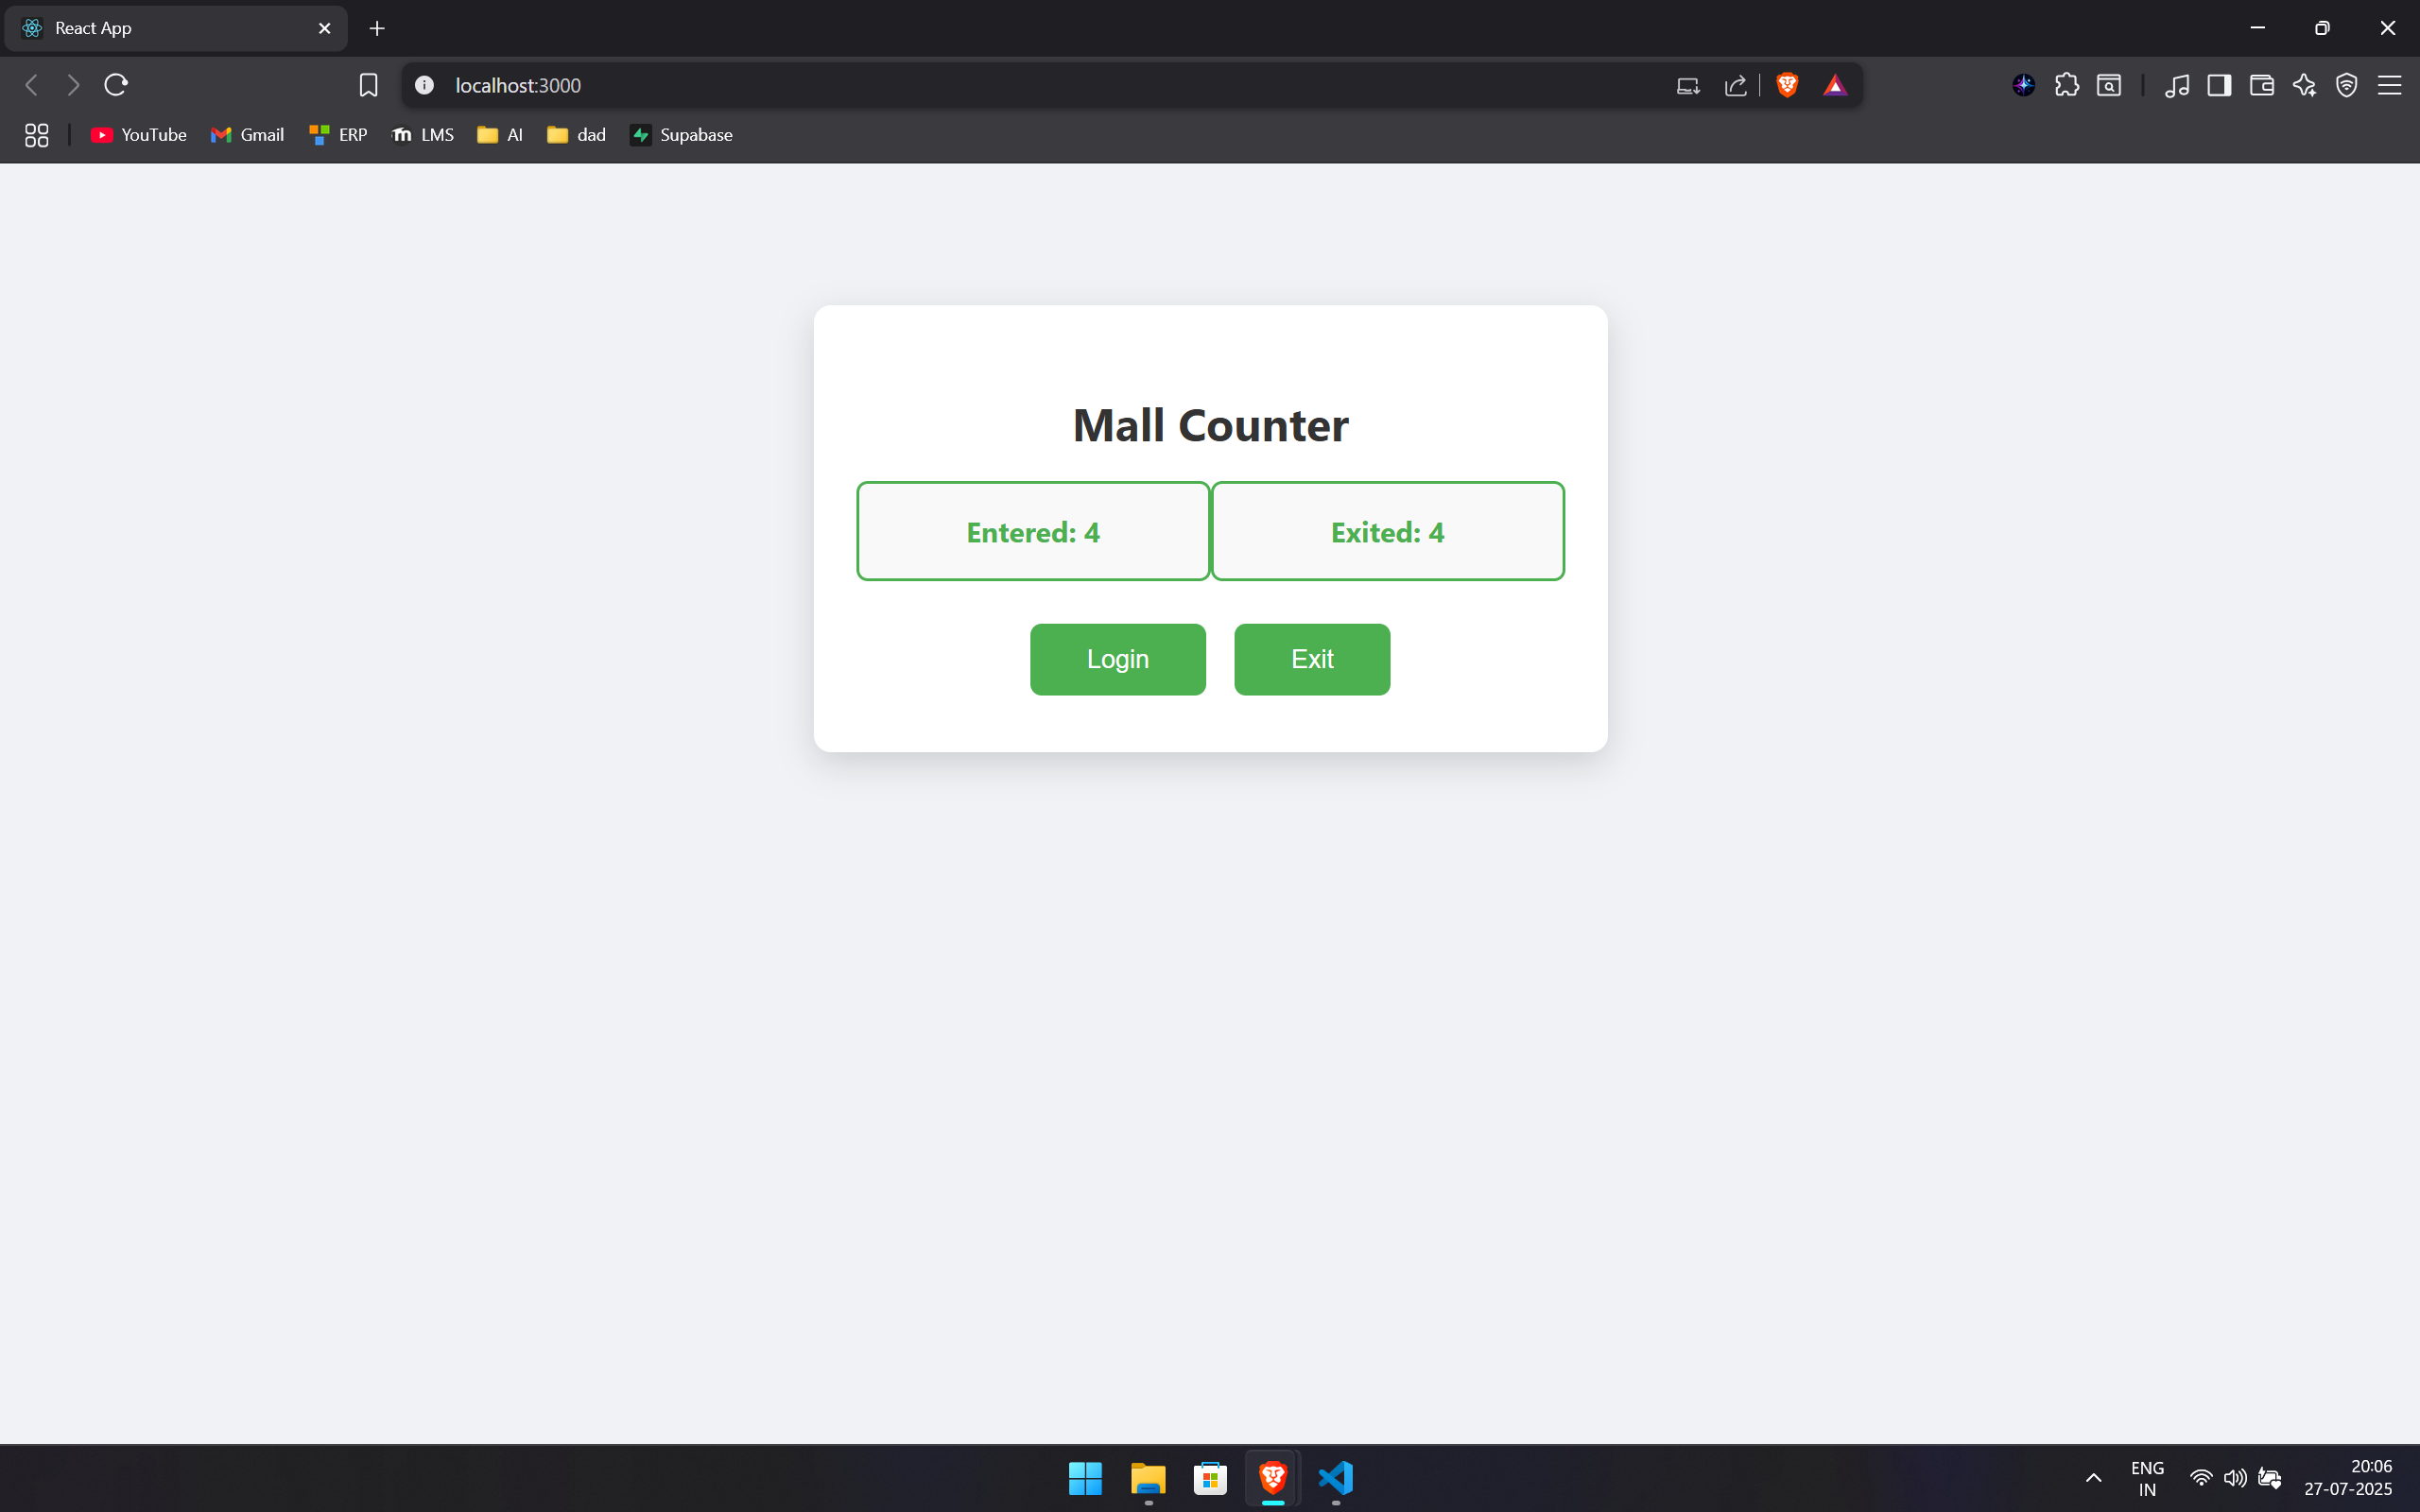 React App
localhost:3000
YouTube Gmail ERP LMS AI dad Supabase
Mall Counter
Entered: 4 Exited: 4
Login Exit
ENG 20:06
IN 27-07-2025